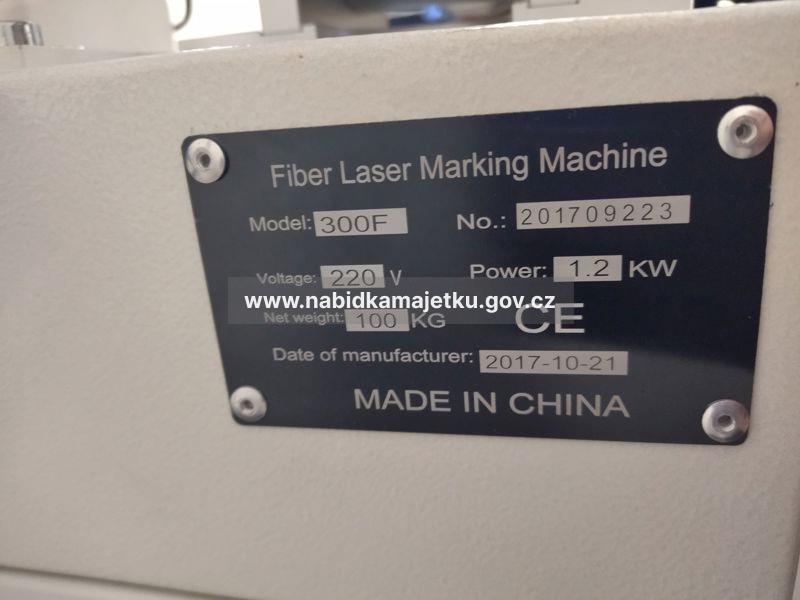 Fiber Laser Marking Machine
Model: 300F No.: 201709223
Voltage: 220 V Power: 1.2 KW
www.nabidkamajetku.gov.cz
Net weight: 100 KG CE
Date of manufacturer: 2017-10-21
MADE IN CHINA